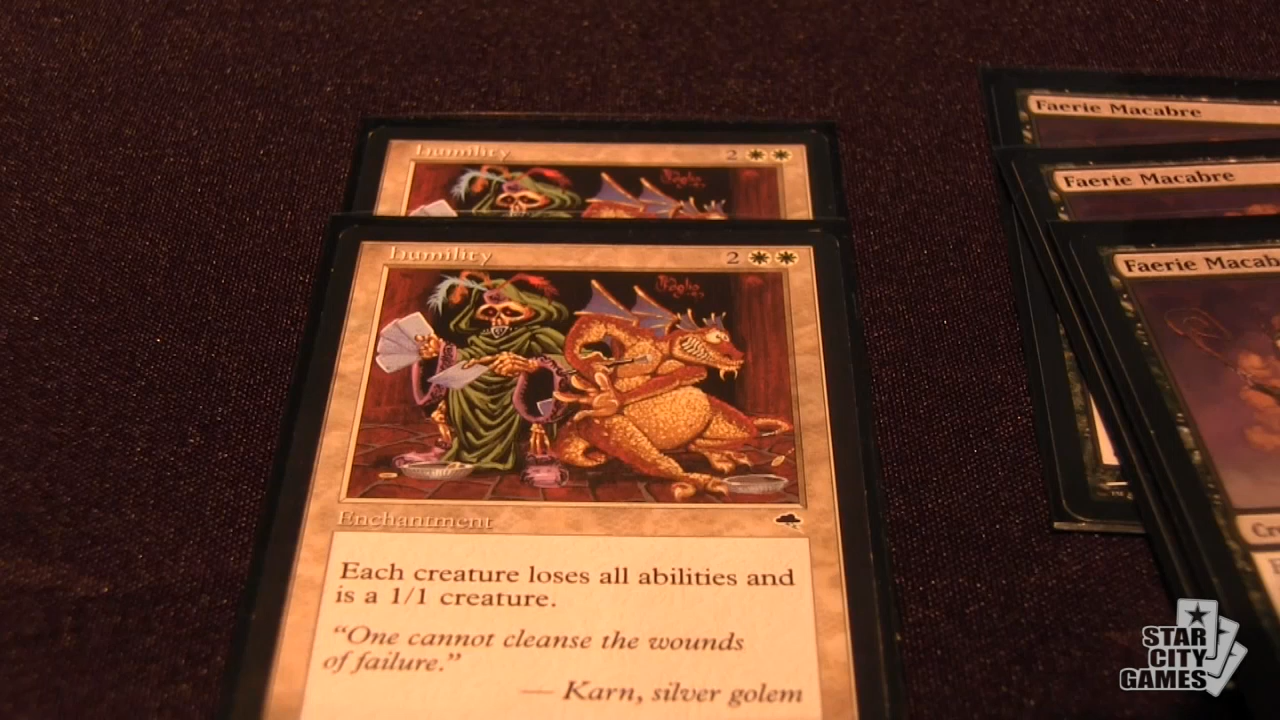 Humility 2
Humility 2
Enchantment
Each creature loses all abilities and
is a 1/1 creature.
“One cannot cleanse the wounds
of failure.”
— Karn, silver golem
Faerie Macabre
Faerie Macabre
Faerie Macab
STAR
CITY
GAMES